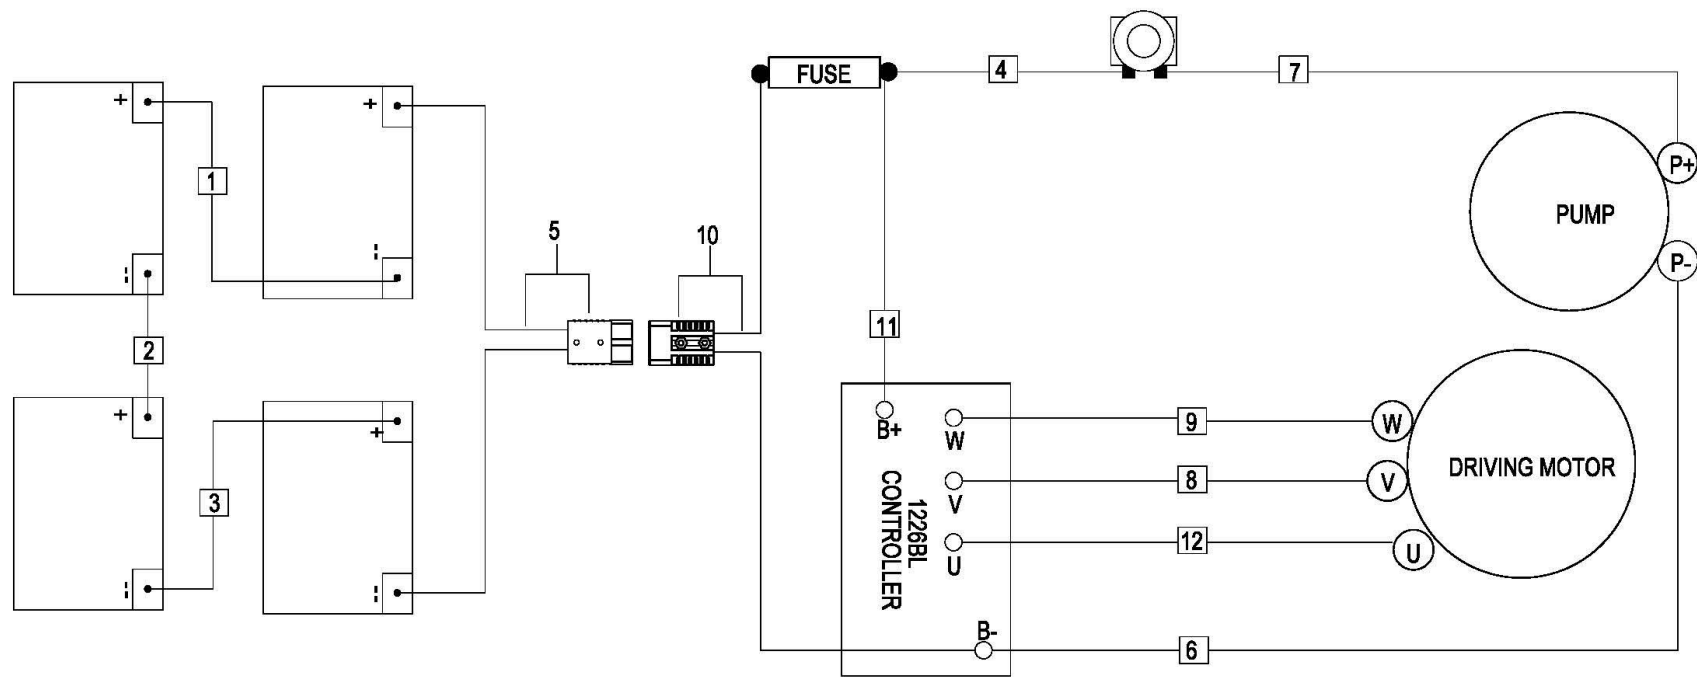 FUSE
4
7
+
+
1
P+
PUMP
P-
5
10
--
--
2
11
+
+
B+
W
9
W
V
8
V
DRIVING MOTOR
3
1226BL
CONTROLLER
U
12
U
--
--
B-
6